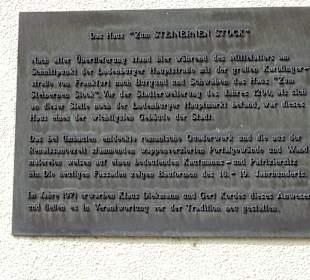 Das Haus "Zum STEINERNEN STOCK"
Nach alter Überlieferung stand hier während des Mittelalters am
Schnittpunkt der Ladenburger Hauptstraße mit der großen Karolinger-
straße von Frankfurt nach Burgund und Schwaben das Haus "Zum
Steinernen Stock". Vor der Stadterweiterung des Jahres 1200, als sich
an dieser Stelle noch der Ladenburger Hauptmarkt befand, war dieses
Haus eines der wichtigsten Gebäude der Stadt.
Das bei Umbauten entdeckte romanische Quaderwerk und die aus der
Renaissancezeit stammenden wappenverzierten Portalgewände und Wand-
malereien weisen auf einen bedeutenden Kaufmanns- und Patriziersitz
hin. Die heutigen Fassaden zeigen Bauformen des 16.- 19. Jahrhunderts.
Im Jahre 1971 erwarben Klaus Diekmann und Gert Kordes dieses Anwesen
und ließen es in Verantwortung vor der Tradition neu gestalten.